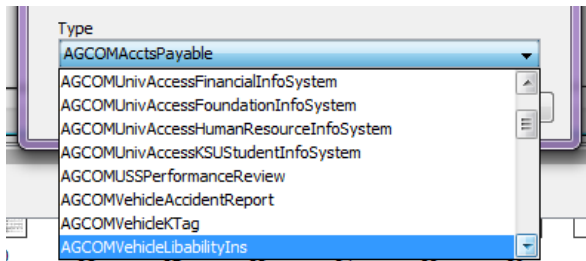 Type
AGCOMAcctsPayable
AGCOMUnivAccessFinancialInfoSystem
AGCOMUnivAccessFoundationInfoSystem
AGCOMUnivAccessHumanResourceInfoSystem
AGCOMUnivAccessKSUStudentInfoSystem
AGCOMUSSPerformanceReview
AGCOMVehicleAccidentReport
AGCOMVehicleKTag
AGCOMVehicleLibabilityIns